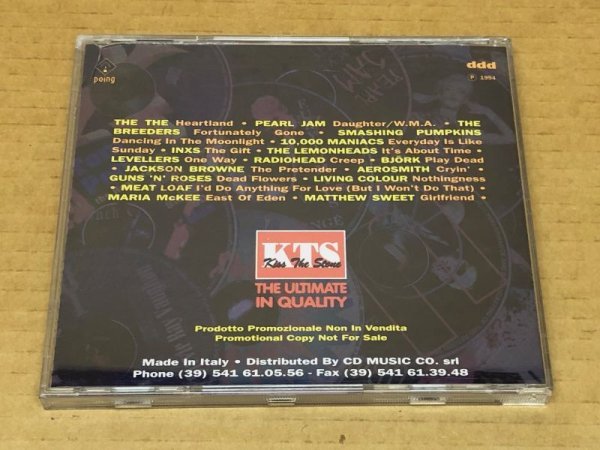 poing
ddd
P 1994
THE THE Heartland • PEARL JAM Daughter/W.M.A. • THE
BREEDERS Fortunately Gone • SMASHING PUMPKINS
Dancing In The Moonlight • 10,000 MANIACS Everyday Is Like
Sunday • INXS The Gift • THE LEMONHEADS It's About Time •
LEVELLERS One Way • RADIOHEAD Creep • BJÖRK Play Dead
• JACKSON BROWNE The Pretender • AEROSMITH Cryin' •
GUNS 'N' ROSES Dead Flowers • LIVING COLOUR Nothingness
• MEAT LOAF I'd Do Anything For Love (But I Won't Do That) •
MARIA McKEE East Of Eden • MATTHEW SWEET Girlfriend •
KTS
Kiss The Stone
THE ULTIMATE
IN QUALITY
Prodotto Promozionale Non In Vendita
Promotional Copy Not For Sale
Made in Italy • Distributed By CD MUSIC CO. srl
Phone (39) 541 61.05.56 - Fax (39) 541 61.39.48